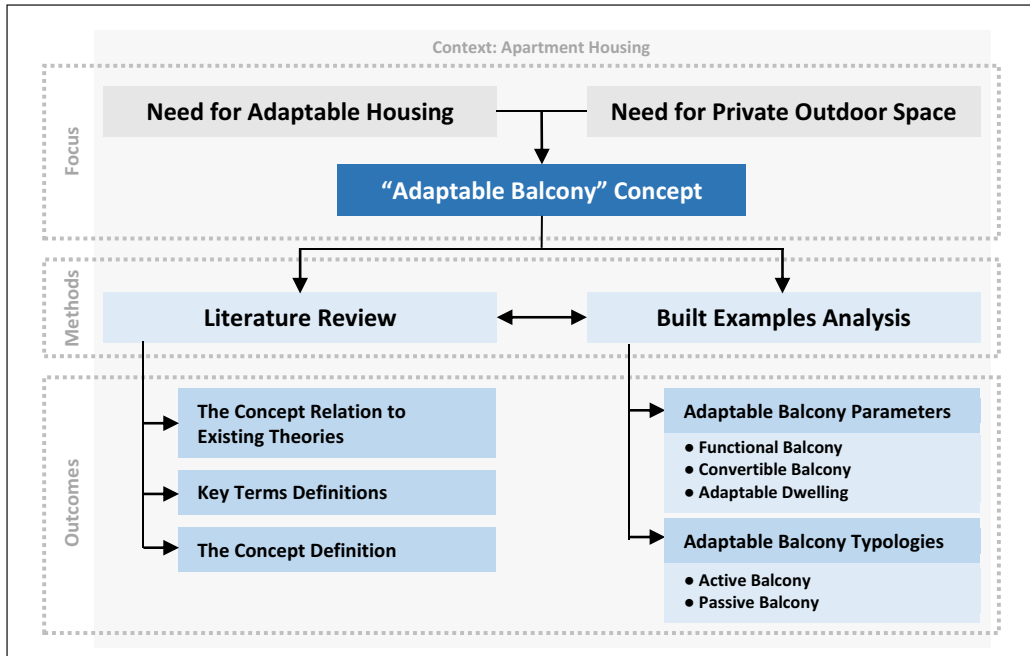 Context: Apartment Housing
Focus
Need for Adaptable Housing
Need for Private Outdoor Space
“Adaptable Balcony” Concept
Methods
Literature Review
Built Examples Analysis
Outcomes
The Concept Relation to
Existing Theories
Key Terms Definitions
The Concept Definition
Adaptable Balcony Parameters
● Functional Balcony
● Convertible Balcony
● Adaptable Dwelling
Adaptable Balcony Typologies
● Active Balcony
● Passive Balcony